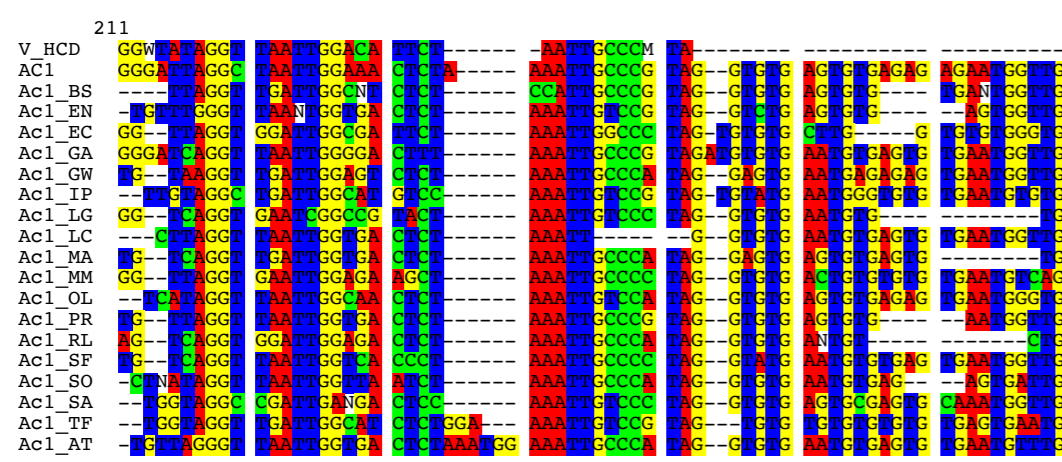 211
V_HCD GGWTATAGGT TAATTGGACA TTCT------ -AATTGCCCM TA-------- ---------- ----------
AC1 GGGATTAGGC TAATTGGAAA CTCTA----- AAATTGCCCG TAG--GTGTG AGTGTGAGAG AGAATGGTTG
Ac1_BS ----TTAGGT TGATTGGCNT CTCT------ CCATTGCCCG TAG--GTGTG AGTGTG---- TGANTGGTTG
Ac1_EN -TGTTTGGGT TAANTGGTGA CTCT------ AAATTGTCCG TAG--GTCTG AGTGTG---- --AGTGGTTG
Ac1_EC GG--TTAGGT GGATTGGCGA TTCT------ AAATTGGCCC TAG-TGTGTG CTTG-----G TGTGTGGGTG
Ac1_GA GGGATCAGGT TAATTGGGGA CTTT------ AAATTGCCCG TAGATGTGTG AATGTGAGTG TGAATGGTTG
Ac1_GW TG--TAAGGT TGATTGGAGT CTCT------ AAATTGCCCA TAG--GAGTG AATGAGAGAG TGAATGGTTG
Ac1_IP --TTGTAGGC TGATTGGCAT GTCC------ AAATTGTCCG TAG-TGTATG AATGGGTGTG TGAATGTGTG
Ac1_LG GG--TCAGGT GAATCGGCCG TACT------ AAATTGTCCC TAG--GTGTG AATGTG---- --------TG
Ac1_LC ---CTTAGGT TAATTGGTGA CTCT------ AAATT----- --G--GTGTG AATGTGAGTG TGAATGGTTG
Ac1_MA TG--TCAGGT TGATTGGTGA CTCT------ AAATTGCCCA TAG--GAGTG AGTGTGAGTG --------TG
Ac1_MM GG--TTAGGT GAATTGGAGA AGCT------ AAATTGCCCC TAG--GTGTG ACTGTGTGTG TGAATGTCAG
Ac1_OL --TCATAGGT TAATTGGCAA CTCT------ AAATTGTCCA TAG--GTGTG AGTGTGAGAG TGAATGGGTG
Ac1_PR TG--TTAGGT TAATTGGTGA CTCT------ AAATTGCCCG TAG--GTGTG AGTGTG---- --AATGGTTG
Ac1_RL AG--TCAGGT GGATTGGAGA CTCT------ AAATTGCCCA TAG--GTGTG ANTGT----- -------CTG
Ac1_SF TG--TCAGGT TAATTGGTCA CCCT------ AAATTGCCCC TAG--GTATG AATGTGTGAG TGAATGGTTG
Ac1_SO -CTNATAGGT TAATTGGTTA ATCT------ AAATTGCCCA TAG--GTGTG AATGTGAG-- --AGTGATTG
Ac1_SA --TGGTAGGC CGATTGANGA CTCC------ AAATTGTCCC TAG--GTGTG AGTGCGAGTG CAAATGGTTG
Ac1_TF --TGGTAGGT TGATTGGCAT CTCTGGA--- AAATTGTCCG TAG---TGTG TGTGTGTGTG TGAGTGAATG
Ac1_AT -TGTTAGGGT TAATTGGTGA CTCTAAATGG AAATTGCCCA TAG--GTGTG AATGTGAGTG TGAATGTTTG